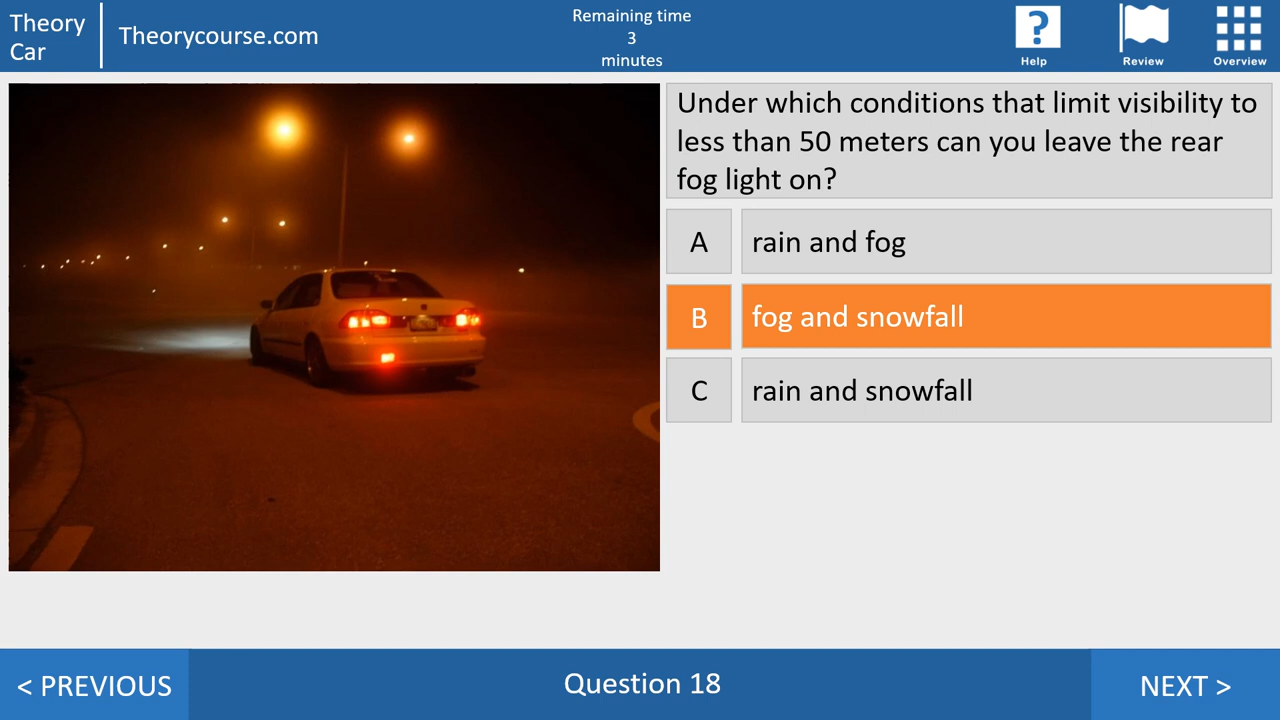 Theory
Car
Theorycourse.com
Remaining time
3
minutes
Help
Review
Overview
Under which conditions that limit visibility to
less than 50 meters can you leave the rear
fog light on?
A
rain and fog
B
fog and snowfall
C
rain and snowfall
< PREVIOUS
Question 18
NEXT >